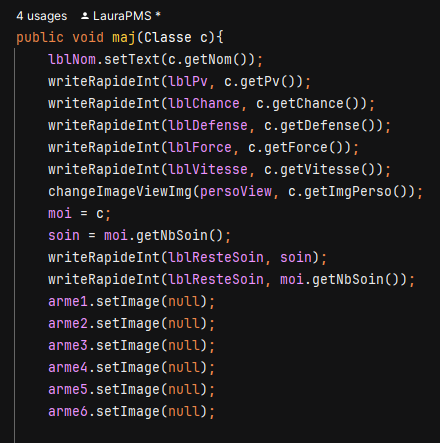 4 usages LauraPMS *
public void maj(Classe c){
lblNom.setText(c.getNom());
writeRapideInt(lblPv, c.getPv());
writeRapideInt(lblChance, c.getChance());
writeRapideInt(lblDefense, c.getDefense());
writeRapideInt(lblForce, c.getForce());
writeRapideInt(lblVitesse, c.getVitesse());
changeImageViewImg(persoView, c.getImgPerso());
moi = c;
soin = moi.getNbSoin();
writeRapideInt(lblResteSoin, soin);
writeRapideInt(lblResteSoin, moi.getNbSoin());
arme1.setImage(null);
arme2.setImage(null);
arme3.setImage(null);
arme4.setImage(null);
arme5.setImage(null);
arme6.setImage(null);